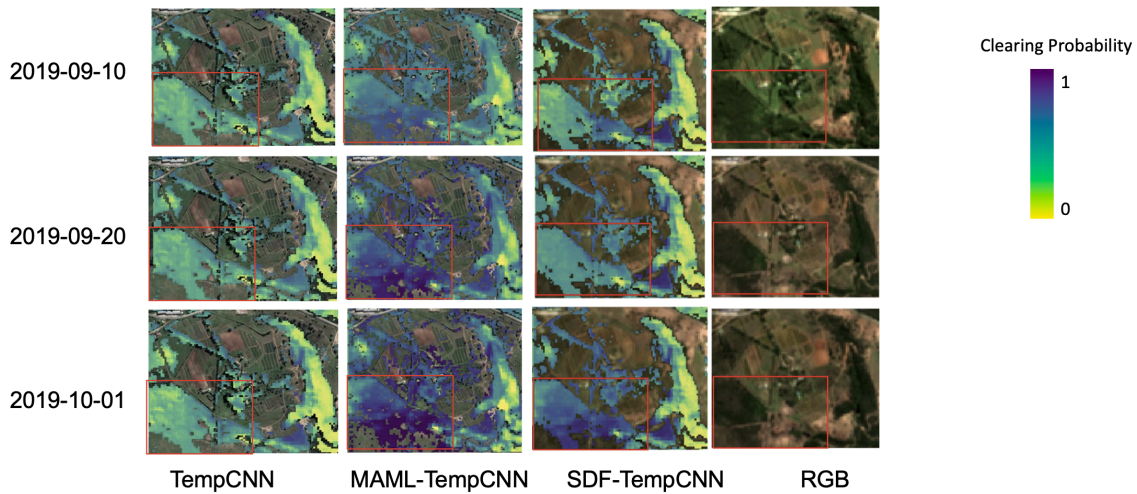 Clearing Probability
2019-09-10
1
0
2019-09-20
2019-10-01
TempCNN MAML-TempCNN SDF-TempCNN RGB